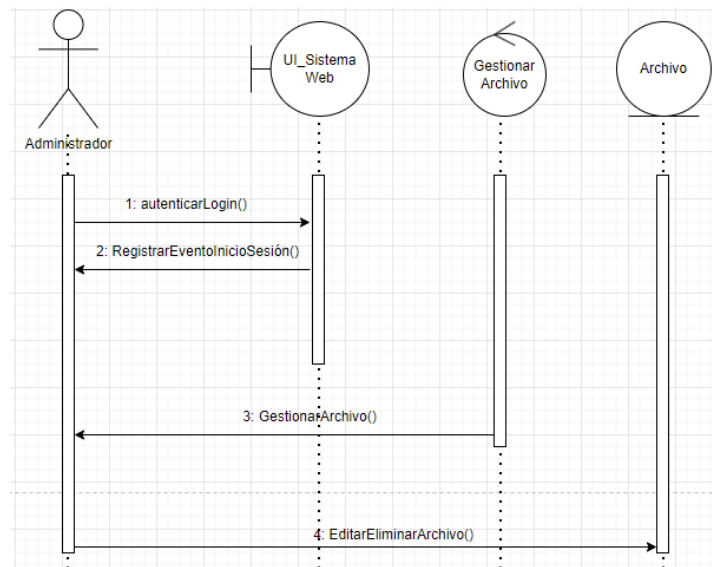 UI_Sistema
Web
Gestionar
Archivo
Archivo
Administrador
1: autenticarLogin()
2: RegistrarEventoInicioSesión()
3: GestionarArchivo()
4: EditarEliminarArchivo()